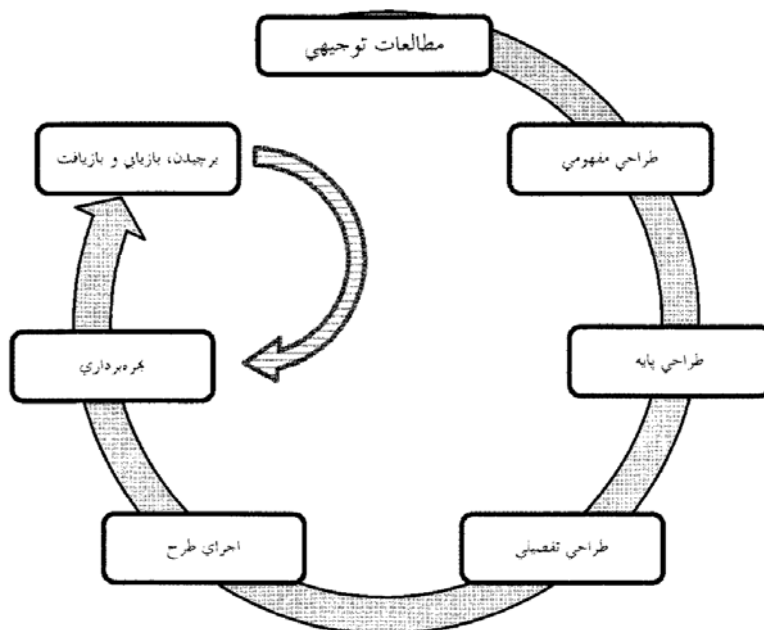 مطالعات توجيهي
طراحي مفهومي
طراحي پايه
طراحي تفصيلي
اجراي طرح
بهره‌برداري
برچيدن، بازيابي و بازيافت